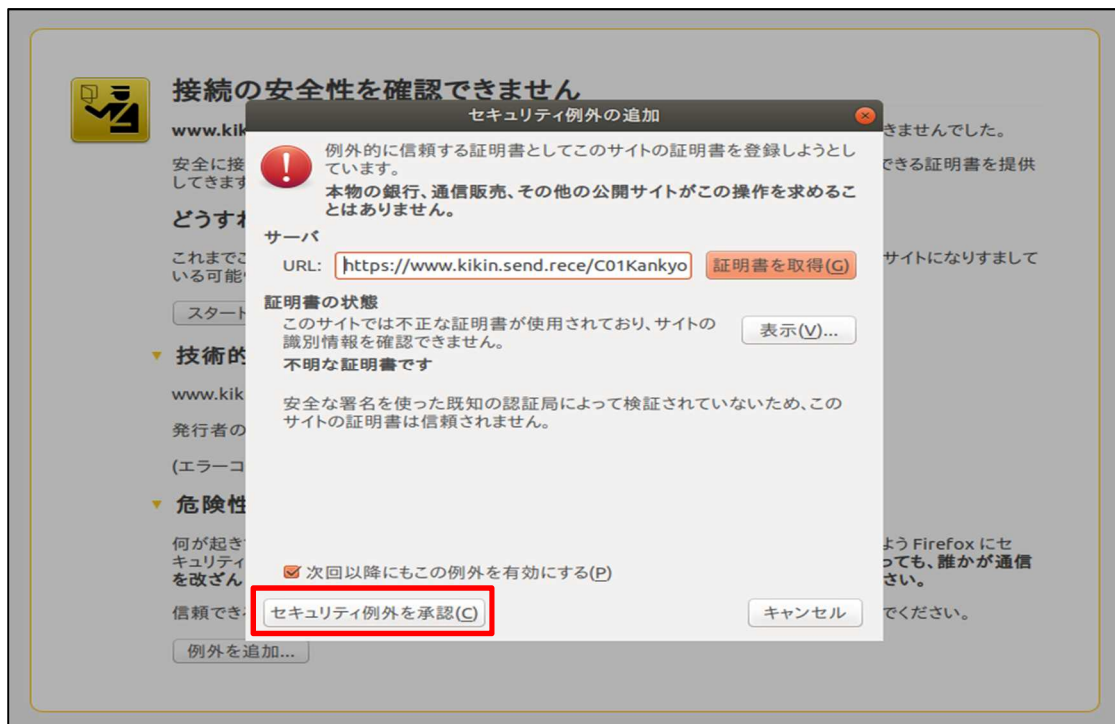 接続の安全性を確認できません
セキュリティ例外の追加
www.kik
きませんでした。
例外的に信頼する証明書としてこのサイトの証明書を登録しようとし
ています。
安全に接
できる証明書を提供
してきます
本物の銀行、通信販売、その他の公開サイトがこの操作を求めるこ
とはありません。
どうすれ
サーバ
これまでこ
URL: https://www.kikin.send.rece/C01Kankyo 証明書を取得(G)
サイトになりすまして
いる可能
証明書の状態
スタート
このサイトでは不正な証明書が使用されており、サイトの
識別情報を確認できません。
表示(V)...
技術的
不明な証明書です
www.kik
安全な署名を使った既知の認証局によって検証されていないため、この
サイトの証明書は信頼されません。
発行者の
(エラーコ
危険性
何が起き
ようFirefox にセ
キュリティ
っても、誰かが通信
を改ざん
さい。
次回以降にもこの例外を有効にする(P)
信頼でき
でください。
セキュリティ例外を承認(C) キャンセル
例外を追加...